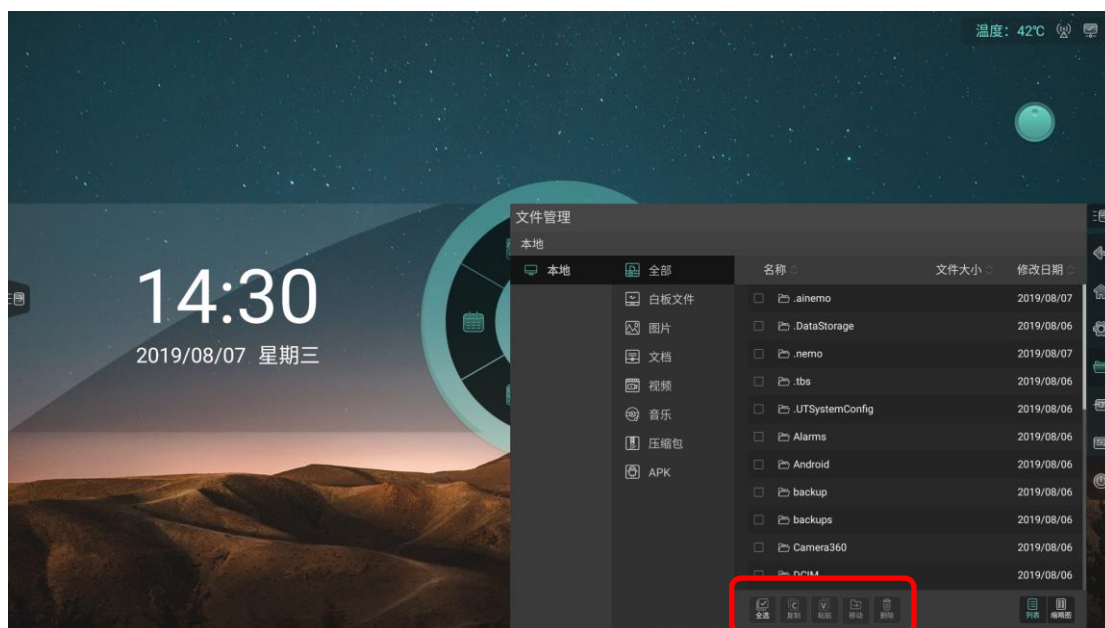 温度：42℃
文件管理
本地
14:30
2019/08/07 星期三
本地
全部
白板文件
图片
文档
视频
音乐
压缩包
APK
名称 文件大小 修改日期
.ainemo 2019/08/07
.DataStorage 2019/08/06
.nemo 2019/08/07
.tbs 2019/08/06
.UTSystemConfig 2019/08/06
Alarms 2019/08/06
Android 2019/08/06
backup 2019/08/06
backups 2019/08/06
Camera360 2019/08/06
DCIM 2019/08/06
全选 复制 粘贴 移动 删除 列表 缩略图